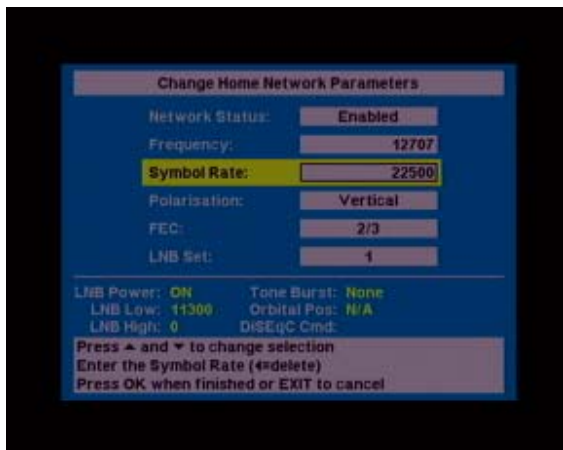 Change Home Network Parameters
Network Status: Enabled
Frequency: 12707
Symbol Rate: 22500
Polarisation: Vertical
FEC: 2/3
LNB Set: 1
LNB Power: ON Tone Burst: None
LNB Low: 11300 Orbital Pos: N/A
LNB High: 0 DiSEqC Cmd:
Press ▲ and ▼ to change selection
Enter the Symbol Rate (◀=delete)
Press OK when finished or EXIT to cancel